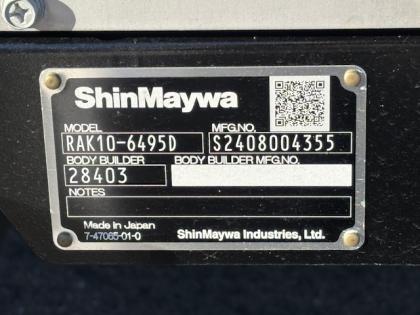 ShinMaywa
MODEL MFG.NO.
RAK10-6495D S2408004355
BODY BUILDER BODY BUILDER MFG.NO.
28403
NOTES
Made in Japan
7-47065-01-0 ShinMaywa Industries, Ltd.